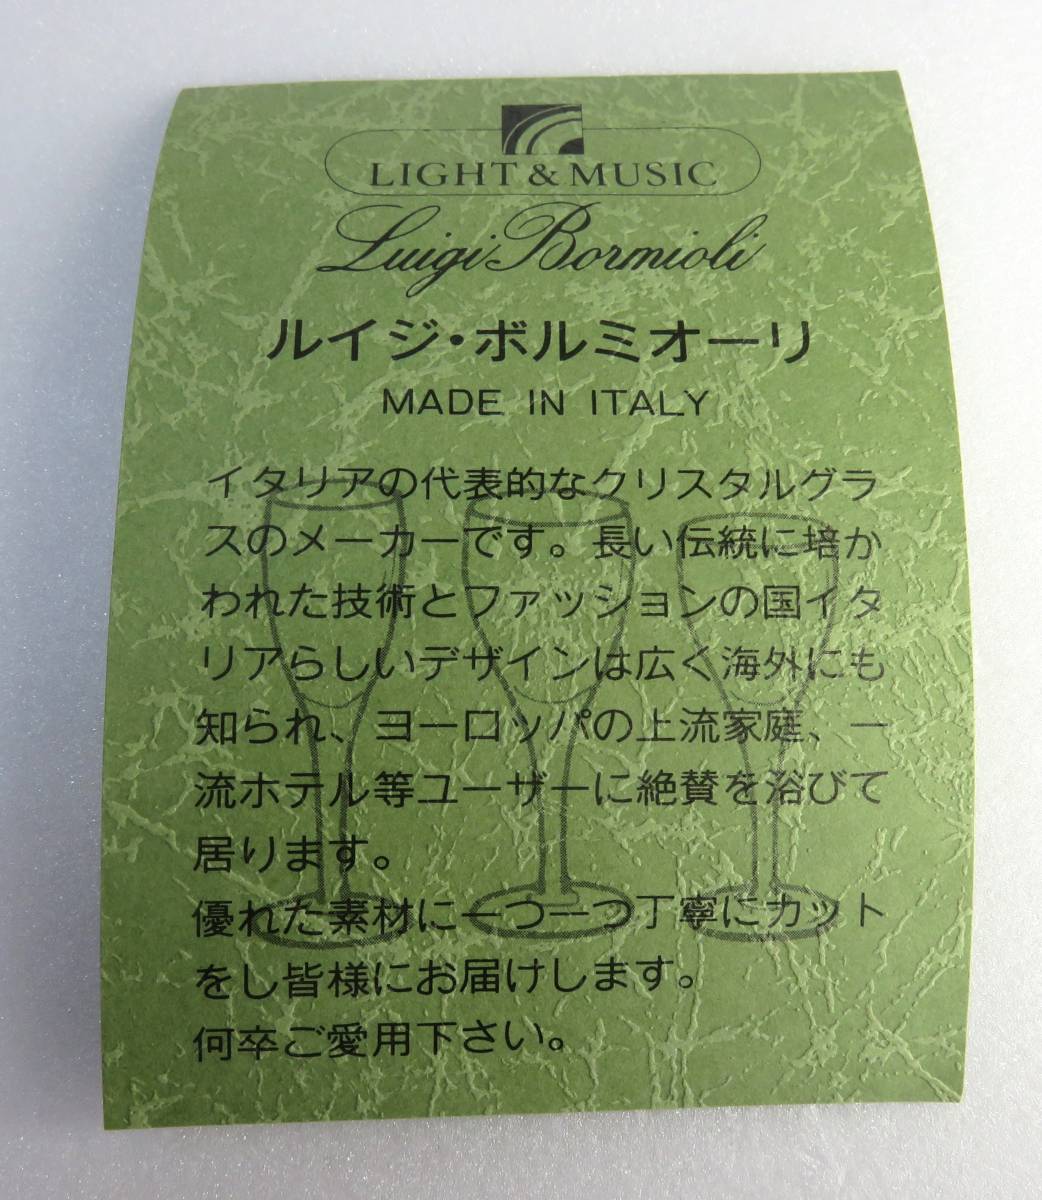 LIGHT & MUSIC
Luigi Bormioli
ルイジ・ボルミオーリ
MADE IN ITALY
イタリアの代表的なクリスタルグラ
スのメーカーです。長い伝統に培か
われた技術とファッションの国イタ
リアらしいデザインは広く海外にも
知られ、ヨーロッパの上流家庭、一
流ホテル等ユーザーに絶賛を浴びて
居ります。
優れた素材に一つ一つ丁寧にカット
をし皆様にお届けします。
何卒ご愛用下さい。